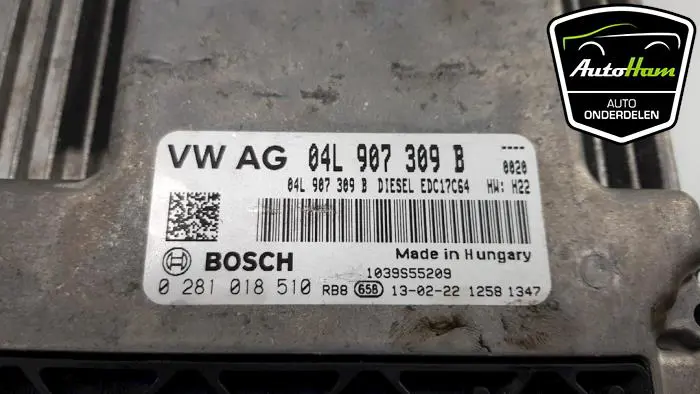 AutoHam
AUTO
ONDERDELEN
VW AG 04L 907 309 B ----
0020
04L 907 309 B DIESEL EDC17C64 HW: H22
Made in Hungary
BOSCH 1039S55209
0 281 018 510 RB8 65B 13-02-22 1258 1347